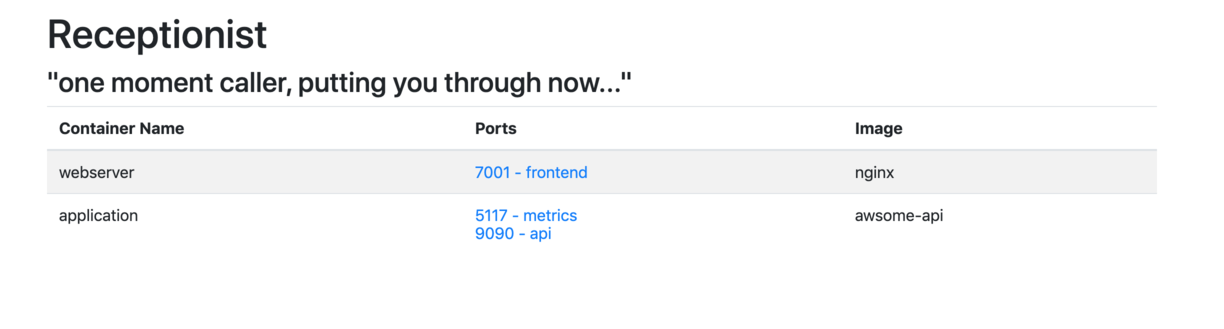 Receptionist
"one moment caller, putting you through now..."
Container Name Ports Image
webserver 7001 - frontend nginx
application 5117 - metrics awsome-api
9090 - api